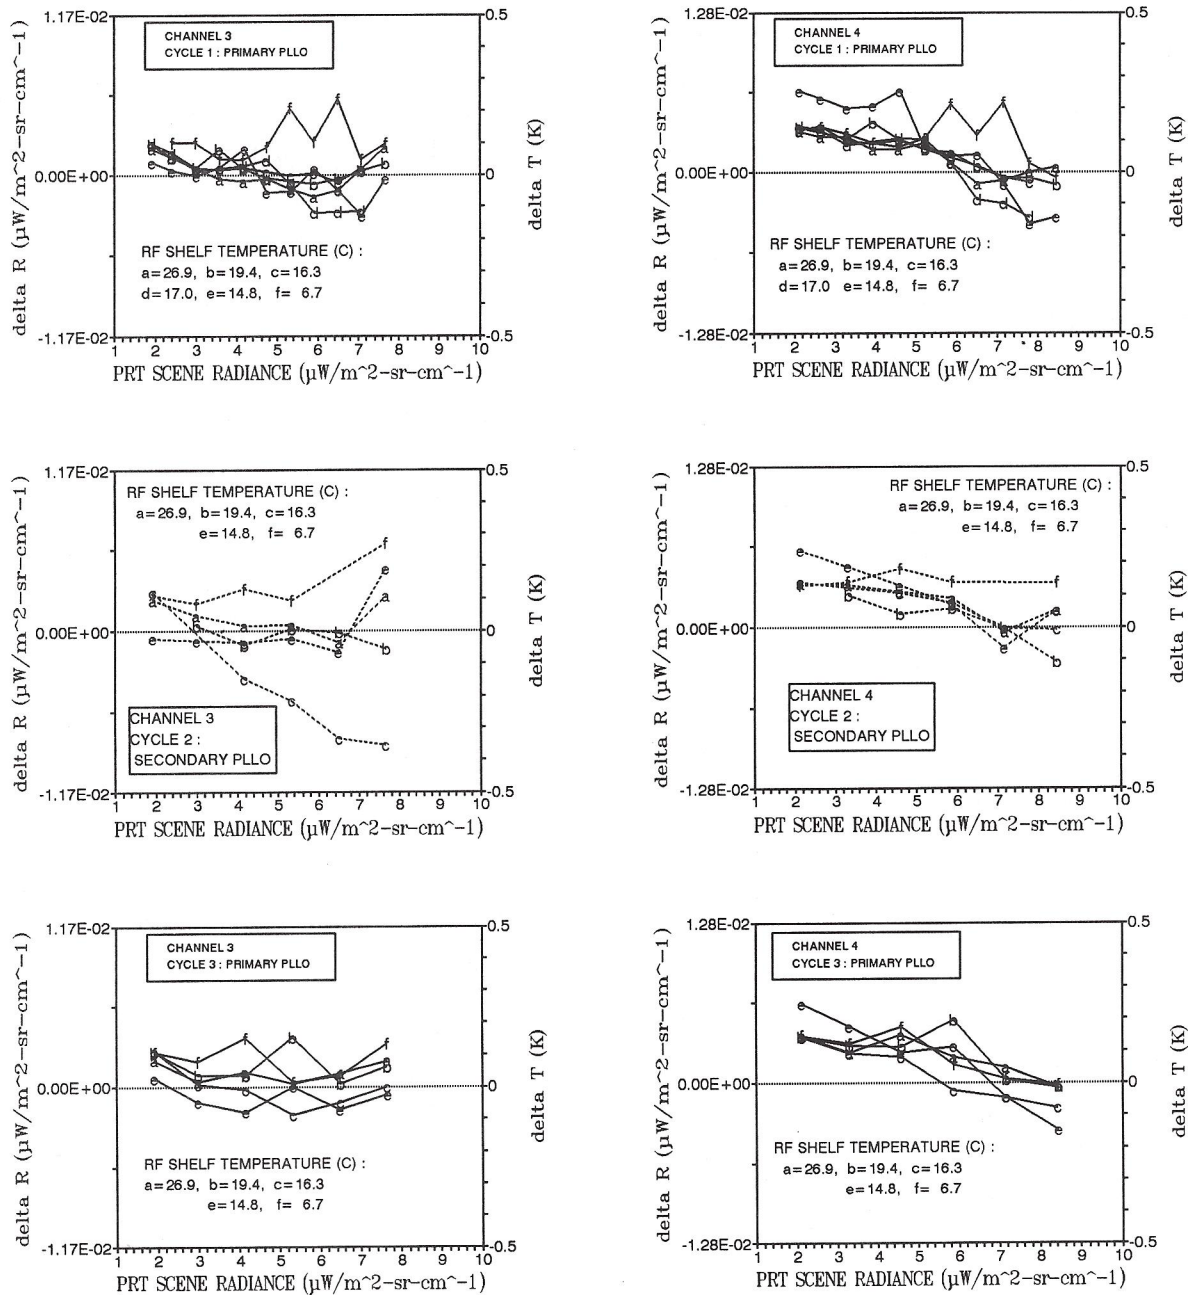 1.17E-02
0.00E+00
-1.17E-02
delta R (µW/m^2-sr-cm^-1)
CHANNEL 3
CYCLE 1 : PRIMARY PLLO
RF SHELF TEMPERATURE (C) :
a=26.9, b=19.4, c=16.3
d=17.0, e=14.8, f= 6.7
0.5
0
-0.5
delta T (K)
1 2 3 4 5 6 7 8 9 10
PRT SCENE RADIANCE (µW/m^2-sr-cm^-1)
1.28E-02
0.00E+00
-1.28E-02
delta R (µW/m^2-sr-cm^-1)
CHANNEL 4
CYCLE 1 : PRIMARY PLLO
RF SHELF TEMPERATURE (C) :
a=26.9, b=19.4, c=16.3
d=17.0 e=14.8, f= 6.7
0.5
0
-0.5
delta T (K)
1 2 3 4 5 6 7 8 9 10
PRT SCENE RADIANCE (µW/m^2-sr-cm^-1)
1.17E-02
0.00E+00
-1.17E-02
delta R (µW/m^2-sr-cm^-1)
RF SHELF TEMPERATURE (C) :
a=26.9, b=19.4, c=16.3
e=14.8, f= 6.7
CHANNEL 3
CYCLE 2 :
SECONDARY PLLO
0.5
0
-0.5
delta T (K)
1 2 3 4 5 6 7 8 9 10
PRT SCENE RADIANCE (µW/m^2-sr-cm^-1)
1.28E-02
0.00E+00
-1.28E-02
delta R (µW/m^2-sr-cm^-1)
RF SHELF TEMPERATURE (C) :
a=26.9, b=19.4, c=16.3
e=14.8, f= 6.7
CHANNEL 4
CYCLE 2 :
SECONDARY PLLO
0.5
0
-0.5
delta T (K)
1 2 3 4 5 6 7 8 9 10
PRT SCENE RADIANCE (µW/m^2-sr-cm^-1)
1.17E-02
0.00E+00
-1.17E-02
delta R (µW/m^2-sr-cm^-1)
CHANNEL 3
CYCLE 3 : PRIMARY PLLO
RF SHELF TEMPERATURE (C) :
a=26.9, b=19.4, c=16.3
e=14.8, f= 6.7
0.5
0
-0.5
delta T (K)
1 2 3 4 5 6 7 8 9 10
PRT SCENE RADIANCE (µW/m^2-sr-cm^-1)
1.28E-02
0.00E+00
-1.28E-02
delta R (µW/m^2-sr-cm^-1)
CHANNEL 4
CYCLE 3 : PRIMARY PLLO
RF SHELF TEMPERATURE (C) :
a=26.9, b=19.4, c=16.3
e=14.8, f= 6.7
0.5
0
-0.5
delta T (K)
1 2 3 4 5 6 7 8 9 10
PRT SCENE RADIANCE (µW/m^2-sr-cm^-1)